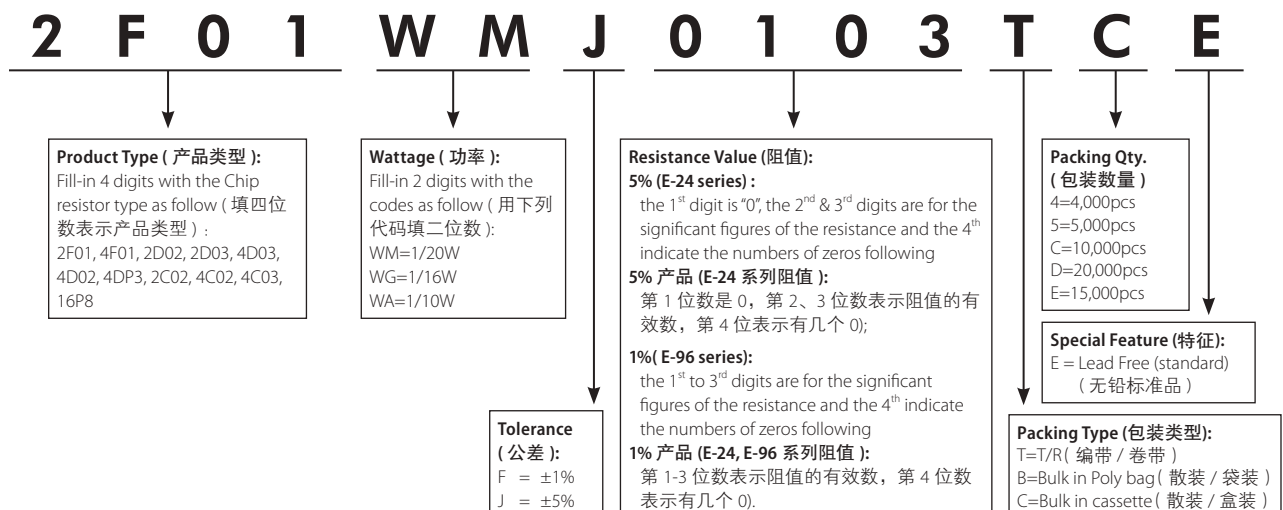 2 F 0 1 W M J 0 1 0 3 T C E
Product Type ( 产品类型 ):
Fill-in 4 digits with the Chip
resistor type as follow ( 填四位
数表示产品类型 ) :
2F01, 4F01, 2D02, 2D03, 4D03,
4D02, 4DP3, 2C02, 4C02, 4C03,
16P8
Wattage ( 功率 ):
Fill-in 2 digits with the
codes as follow ( 用下列
代码填二位数 ):
WM=1/20W
WG=1/16W
WA=1/10W
Tolerance
( 公差 ):
F = ±1%
J = ±5%
Resistance Value (阻值):
5% (E-24 series) :
the 1st digit is "0", the 2nd & 3rd digits are for the
significant figures of the resistance and the 4th
indicate the numbers of zeros following
5% 产品 (E-24 系列阻值 ):
第 1 位数是 0，第 2、3 位数表示阻值的有
效数，第 4 位表示有几个 0);
1%( E-96 series):
the 1st to 3rd digits are for the significant
figures of the resistance and the 4th indicate
the numbers of zeros following
1% 产品 (E-24, E-96 系列阻值 ):
第 1-3 位数表示阻值的有效数，第 4 位数
表示有几个 0).
Packing Qty.
( 包装数量 )
4=4,000pcs
5=5,000pcs
C=10,000pcs
D=20,000pcs
E=15,000pcs
Special Feature (特征):
E = Lead Free (standard)
( 无铅标准品 )
Packing Type (包装类型):
T=T/R( 编带 / 卷带 )
B=Bulk in Poly bag( 散装 / 袋装 )
C=Bulk in cassette( 散装 / 盒装 )